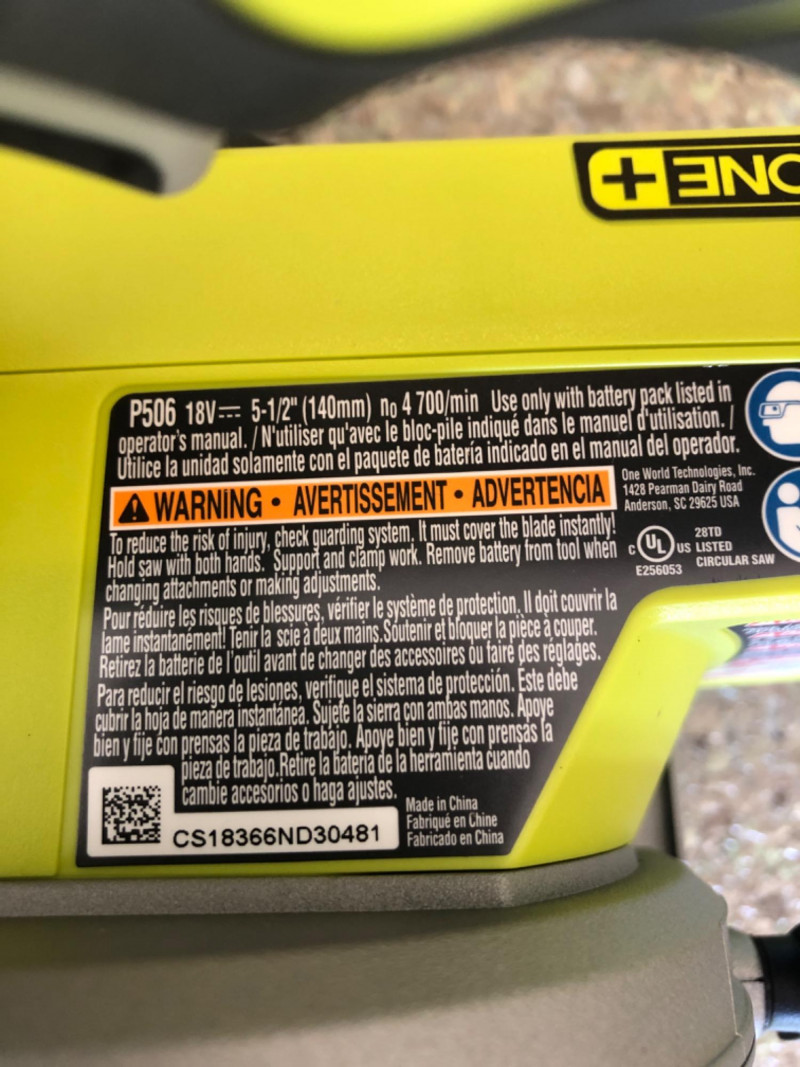 ONE+
P506 18V⎓ 5-1/2" (140mm) n₀ 4 700/min Use only with battery pack listed in
operator's manual. / N'utiliser qu'avec le bloc-pile indiqué dans le manuel d'utilisation. /
Utilice la unidad solamente con el paquete de batería indicado en el manual del operador.
WARNING • AVERTISSEMENT • ADVERTENCIA
One World Technologies, Inc.
1428 Pearman Dairy Road
Anderson, SC 29625 USA
To reduce the risk of injury, check guarding system. It must cover the blade instantly!
Hold saw with both hands. Support and clamp work. Remove battery from tool when
changing attachments or making adjustments.
C UL US
28TD
LISTED
CIRCULAR SAW
E256053
Pour réduire les risques de blessures, vérifier le système de protection. Il doit couvrir la
lame instantanément! Tenir la scie à deux mains.Soutenir et bloquer la pièce à couper.
Retirez la batterie de l'outil avant de changer des accessoires ou faire des réglages.
Para reducir el riesgo de lesiones, verifique el sistema de protección. Este debe
cubrir la hoja de manera instantánea. Sujete la sierra con ambas manos. Apoye
bien y fije con prensas la pieza de trabajo. Apoye bien y fije con prensas la
pieza de trabajo.Retire la batería de la herramienta cuando
cambie accesorios o haga ajustes.
CS18366ND30481
Made in China
Fabriqué en Chine
Fabricado en China